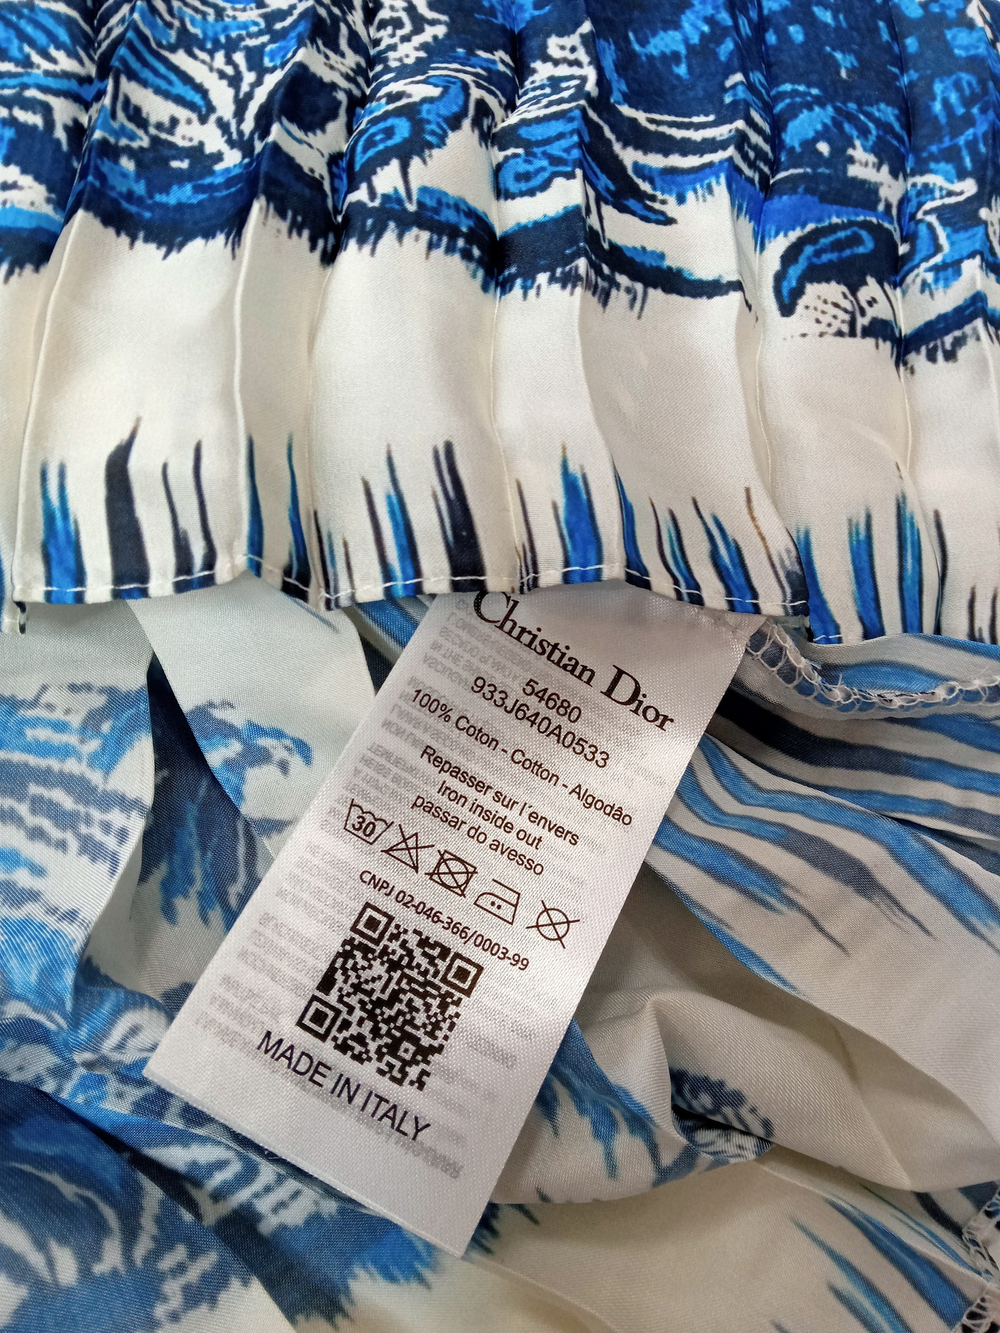 Christian Dior
54680
933J640A0533
100% Coton - Cotton - Algodâo
Repasser sur l´envers
Iron inside out
passar do avesso
30
CNPJ 02-046-366/0003-99
MADE IN ITALY